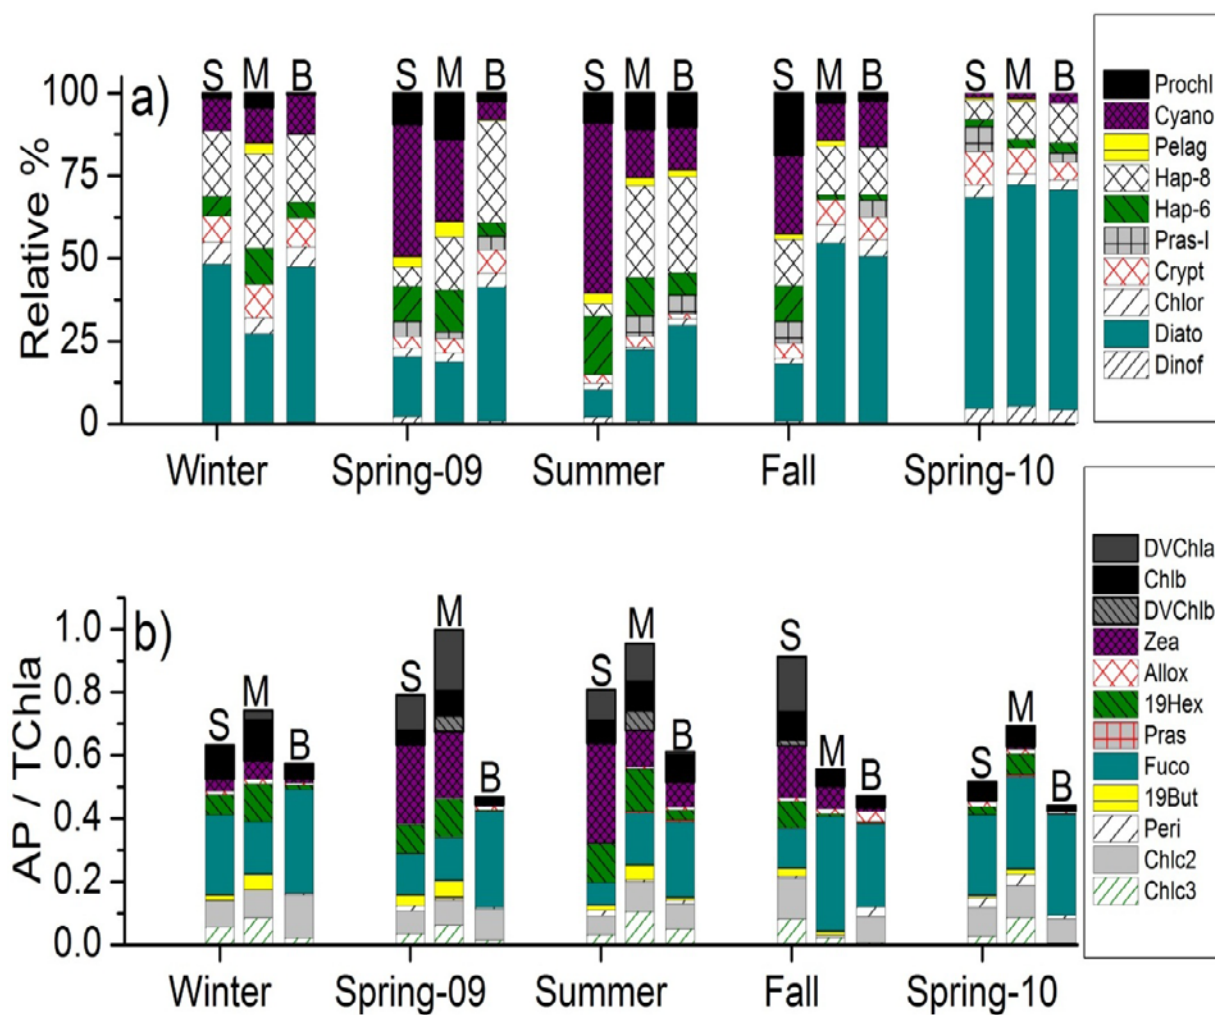 a)
S M B S M B S M B S M B S M B
Relative %
100
75
50
25
0
Winter Spring-09 Summer Fall Spring-10
Prochl
Cyano
Pelag
Hap-8
Hap-6
Pras-I
Crypt
Chlor
Diato
Dinof
b)
S M B S M B S M B S M B S M B
AP / TChla
1.0
0.8
0.6
0.4
0.2
0.0
Winter Spring-09 Summer Fall Spring-10
DVChla
Chlb
DVChlb
Zea
Allox
19Hex
Pras
Fuco
19But
Peri
Chlc2
Chlc3